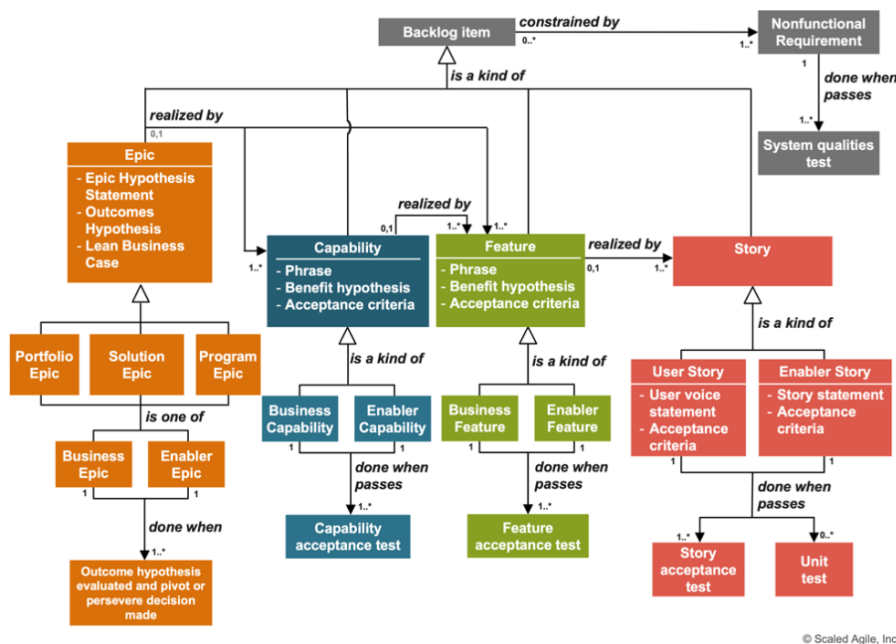 Backlog item
constrained by
0..*
1..*
Nonfunctional
Requirement
1
done when
passes
1..*
System qualities
test
is a kind of
realized by
0,1
Epic
- Epic Hypothesis
Statement
- Outcomes
Hypothesis
- Lean Business
Case
1..*
Capability
- Phrase
- Benefit hypothesis
- Acceptance criteria
realized by
0,1
1..*
1..*
Feature
- Phrase
- Benefit hypothesis
- Acceptance criteria
realized by
0,1
1..*
Story
Portfolio
Epic
Solution
Epic
Program
Epic
is one of
Business
Epic
Enabler
Epic
1
1
done when
1..*
Outcome hypothesis
evaluated and pivot or
persevere decision
made
is a kind of
Business
Capability
Enabler
Capability
1
1
done when
passes
1..*
Capability
acceptance test
is a kind of
Business
Feature
Enabler
Feature
1
1
done when
passes
1..*
Feature
acceptance test
is a kind of
User Story
- User voice
statement
- Acceptance
criteria
Enabler Story
- Story statement
- Acceptance
criteria
1
1
done when
passes
1..*
0..*
Story
acceptance
test
Unit
test
© Scaled Agile, Inc